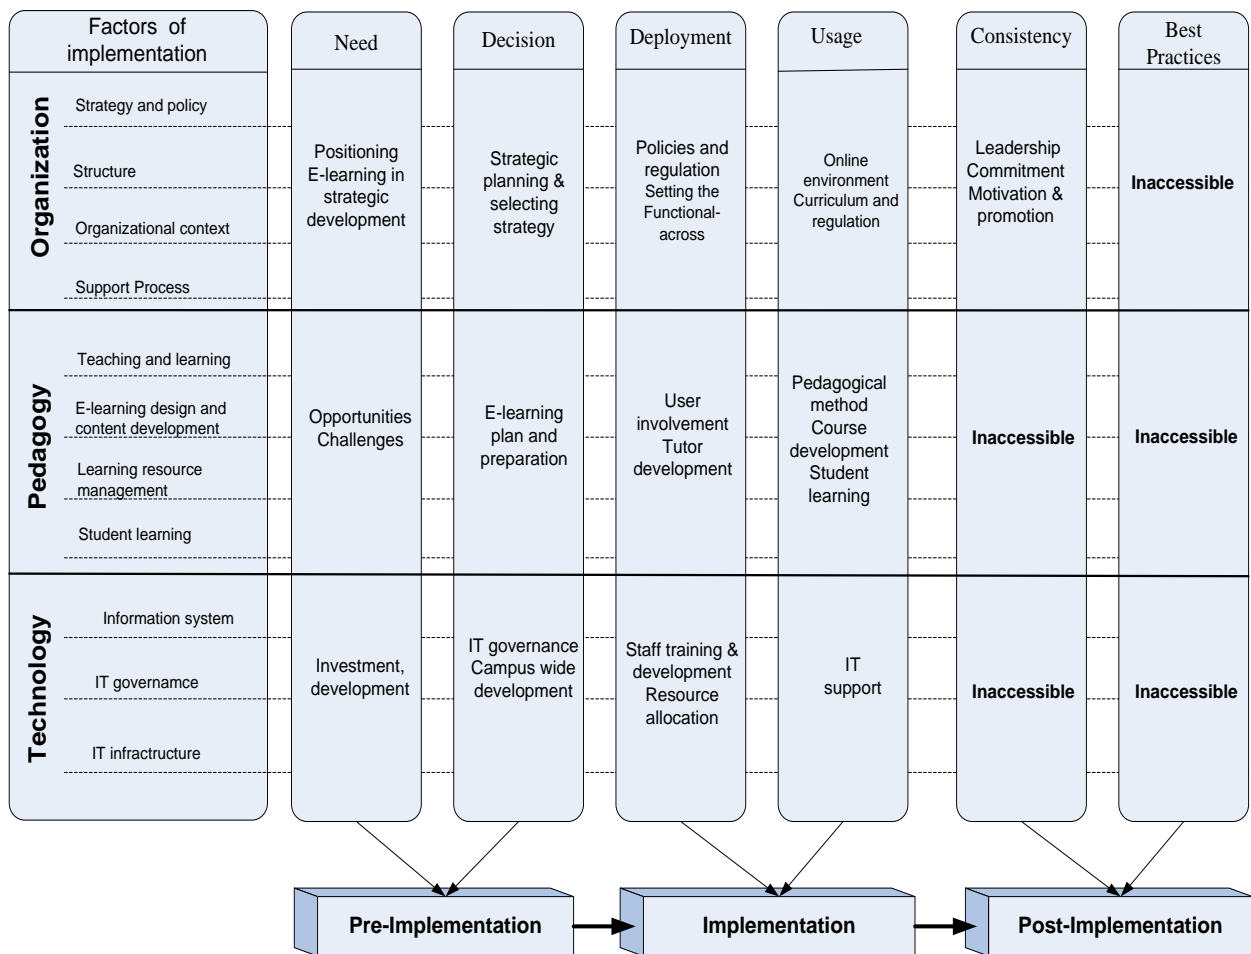 Factors of
implementation
Need
Decision
Deployment
Usage
Consistency
Best
Practices
Organization
Strategy and policy
Structure
Organizational context
Support Process
Positioning
E-learning in
strategic
development
Strategic
planning &
selecting
strategy
Policies and
regulation
Setting the
Functional-
across
Online
environment
Curriculum and
regulation
Leadership
Commitment
Motivation &
promotion
Inaccessible
Pedagogy
Teaching and learning
E-learning design and
content development
Learning resource
management
Student learning
Opportunities
Challenges
E-learning
plan and
preparation
User
involvement
Tutor
development
Pedagogical
method
Course
development
Student
learning
Inaccessible
Inaccessible
Technology
Information system
IT governamce
IT infractructure
Investment,
development
IT governance
Campus wide
development
Staff training &
development
Resource
allocation
IT
support
Inaccessible
Inaccessible
Pre-Implementation
Implementation
Post-Implementation